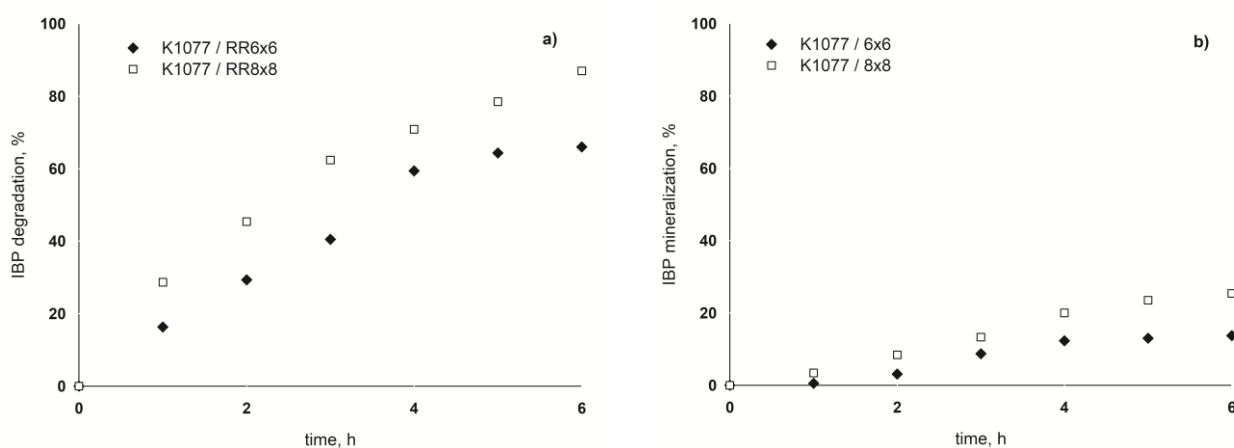 a)
K1077 / RR6x6
K1077 / RR8x8
IBP degradation, %
100
80
60
40
20
0
0 2 4 6
time, h
b)
K1077 / 6x6
K1077 / 8x8
IBP mineralization, %
100
80
60
40
20
0
0 2 4 6
time, h